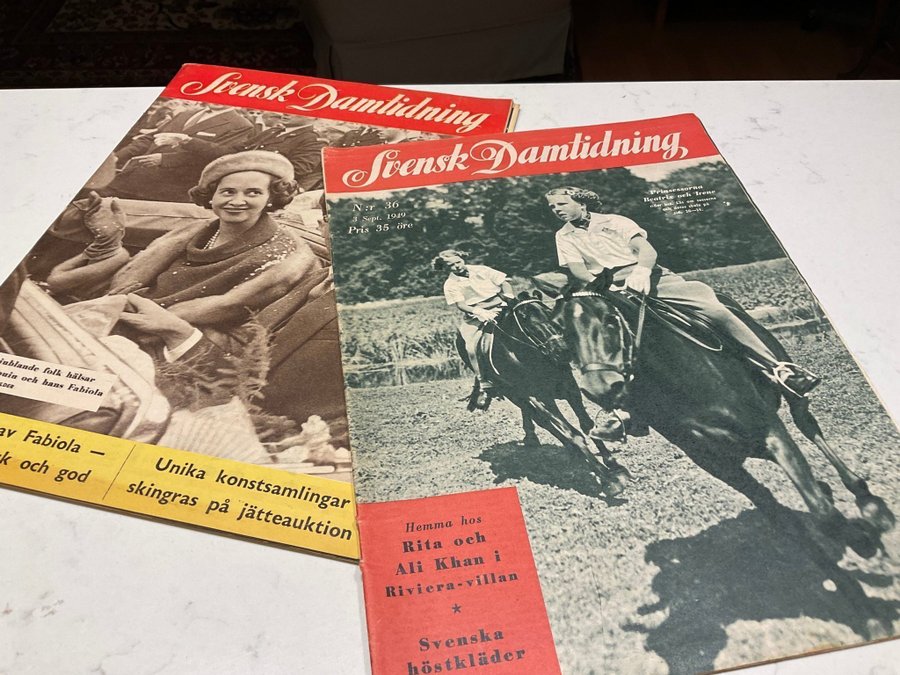 Svensk Damtidning
jublande folk hälsar
och hans Fabiola
av Fabiola —
och god
Unika konstsamlingar
skingras på jätteauktion
Svensk Damtidning
N:r 36
3 Sept. 1949
Pris 35 öre
Prinsessorna
Beatrix och Irene
Hemma hos
Rita och
Ali Khan i
Riviera-villan
*
Svenska
höstkläder